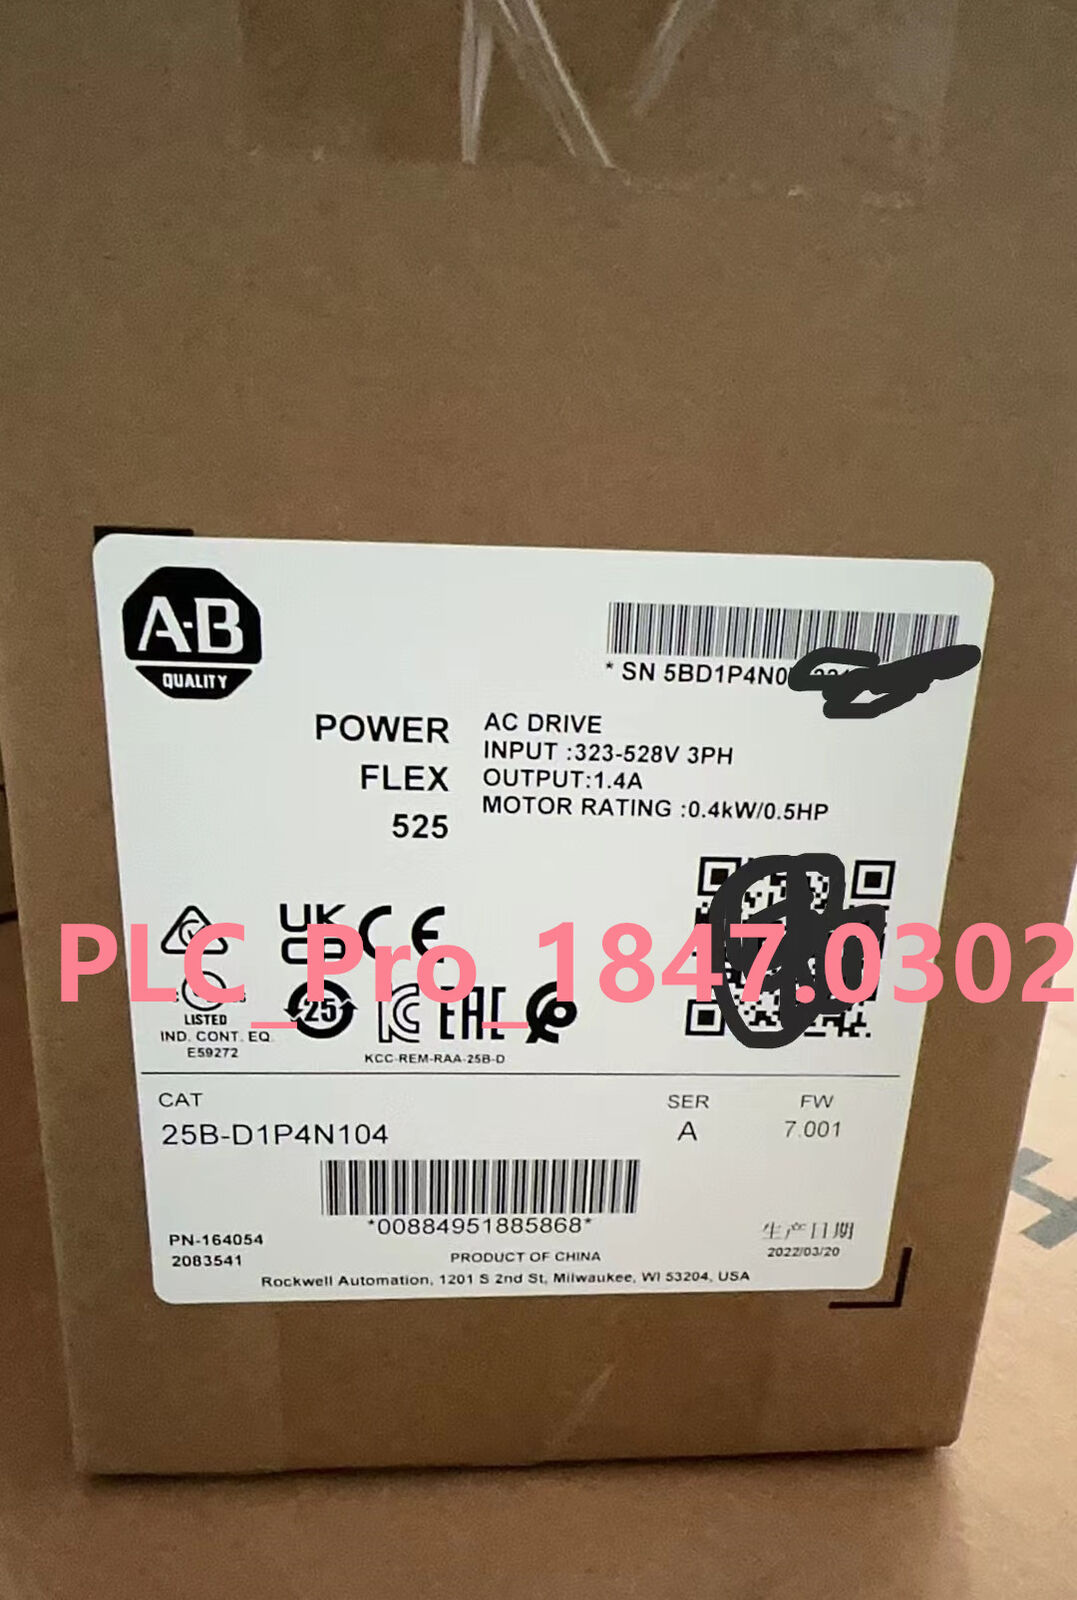 A-B
QUALITY
* SN 5BD1P4N0
POWER
FLEX
525
AC DRIVE
INPUT :323-528V 3PH
OUTPUT:1.4A
MOTOR RATING :0.4kW/0.5HP
UK
CA
CE
PLC_Pro_1847.0302
LISTED
IND. CONT. EQ.
E59272
25
EAC
KCC-REM-RAA-25B-D
CAT
25B-D1P4N104
SER
A
FW
7.001
*00884951885868*
PN-164054
2083541
生产日期
2022/03/20
PRODUCT OF CHINA
Rockwell Automation, 1201 S 2nd St, Milwaukee, WI 53204, USA